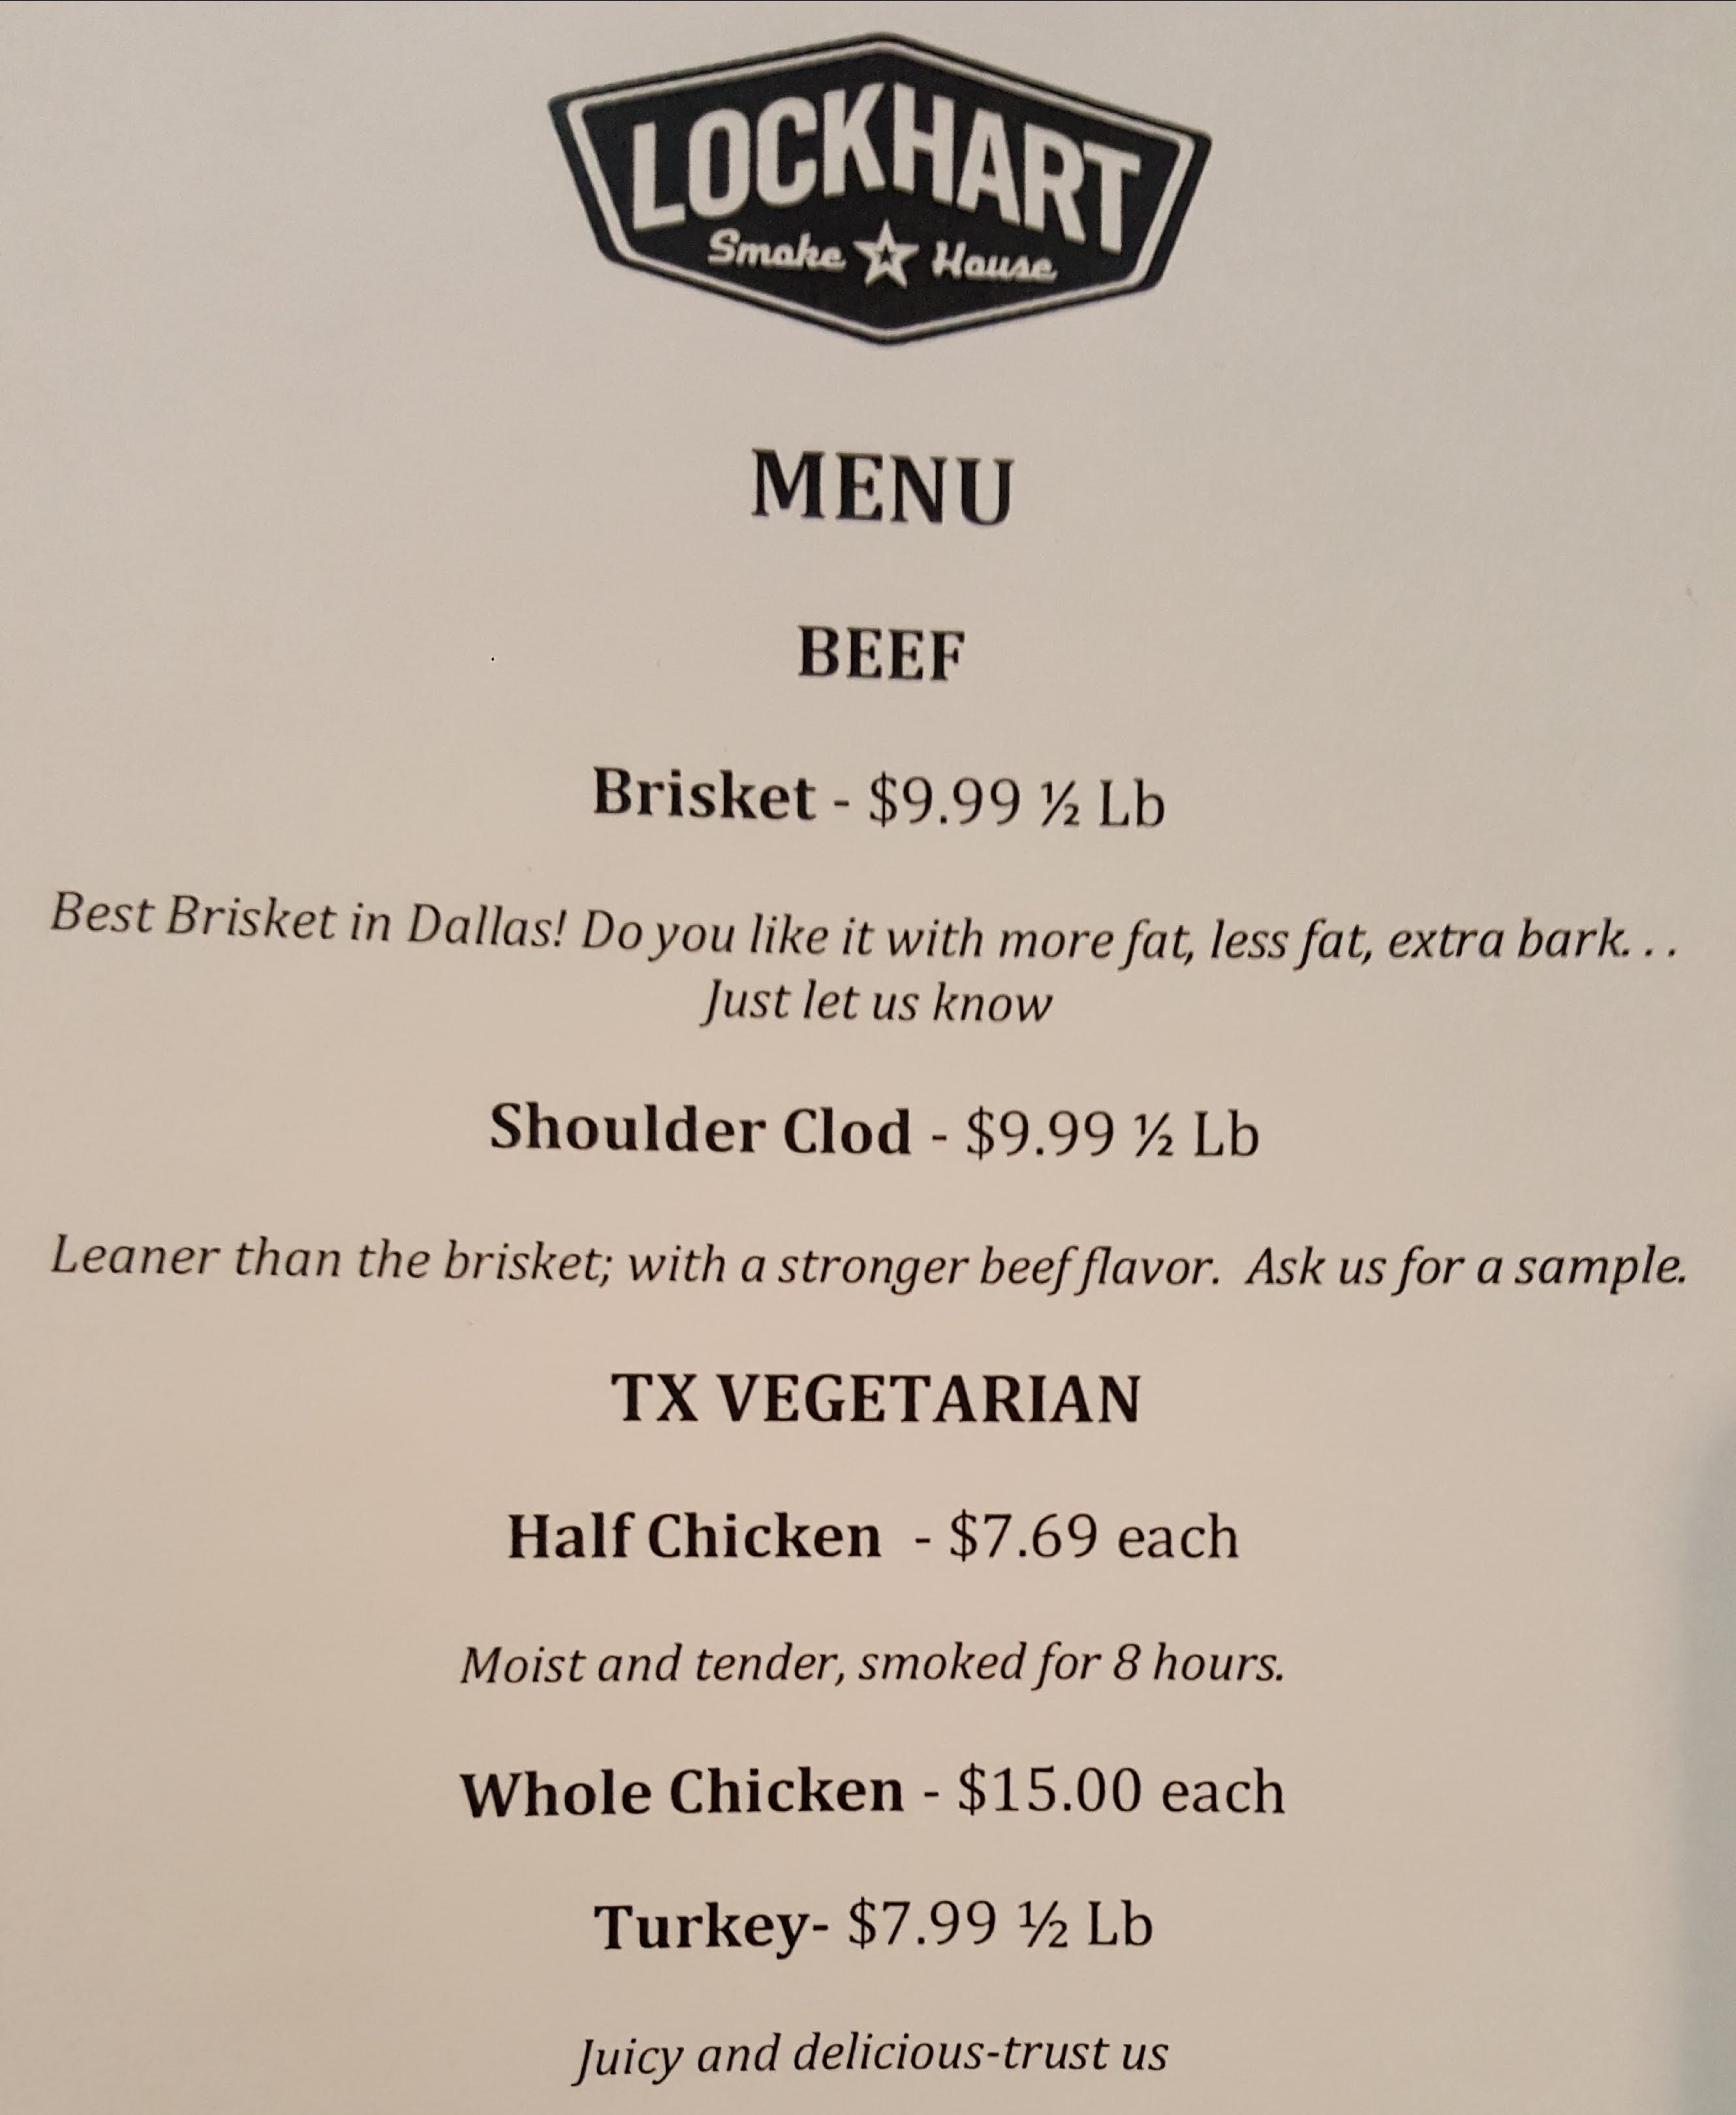 LOCKHART
Smoke House
MENU
BEEF
Brisket - $9.99 ½ Lb
Best Brisket in Dallas! Do you like it with more fat, less fat, extra bark. . .
Just let us know
Shoulder Clod - $9.99 ½ Lb
Leaner than the brisket; with a stronger beef flavor.  Ask us for a sample.
TX VEGETARIAN
Half Chicken  - $7.69 each
Moist and tender, smoked for 8 hours.
Whole Chicken - $15.00 each
Turkey- $7.99 ½ Lb
Juicy and delicious-trust us